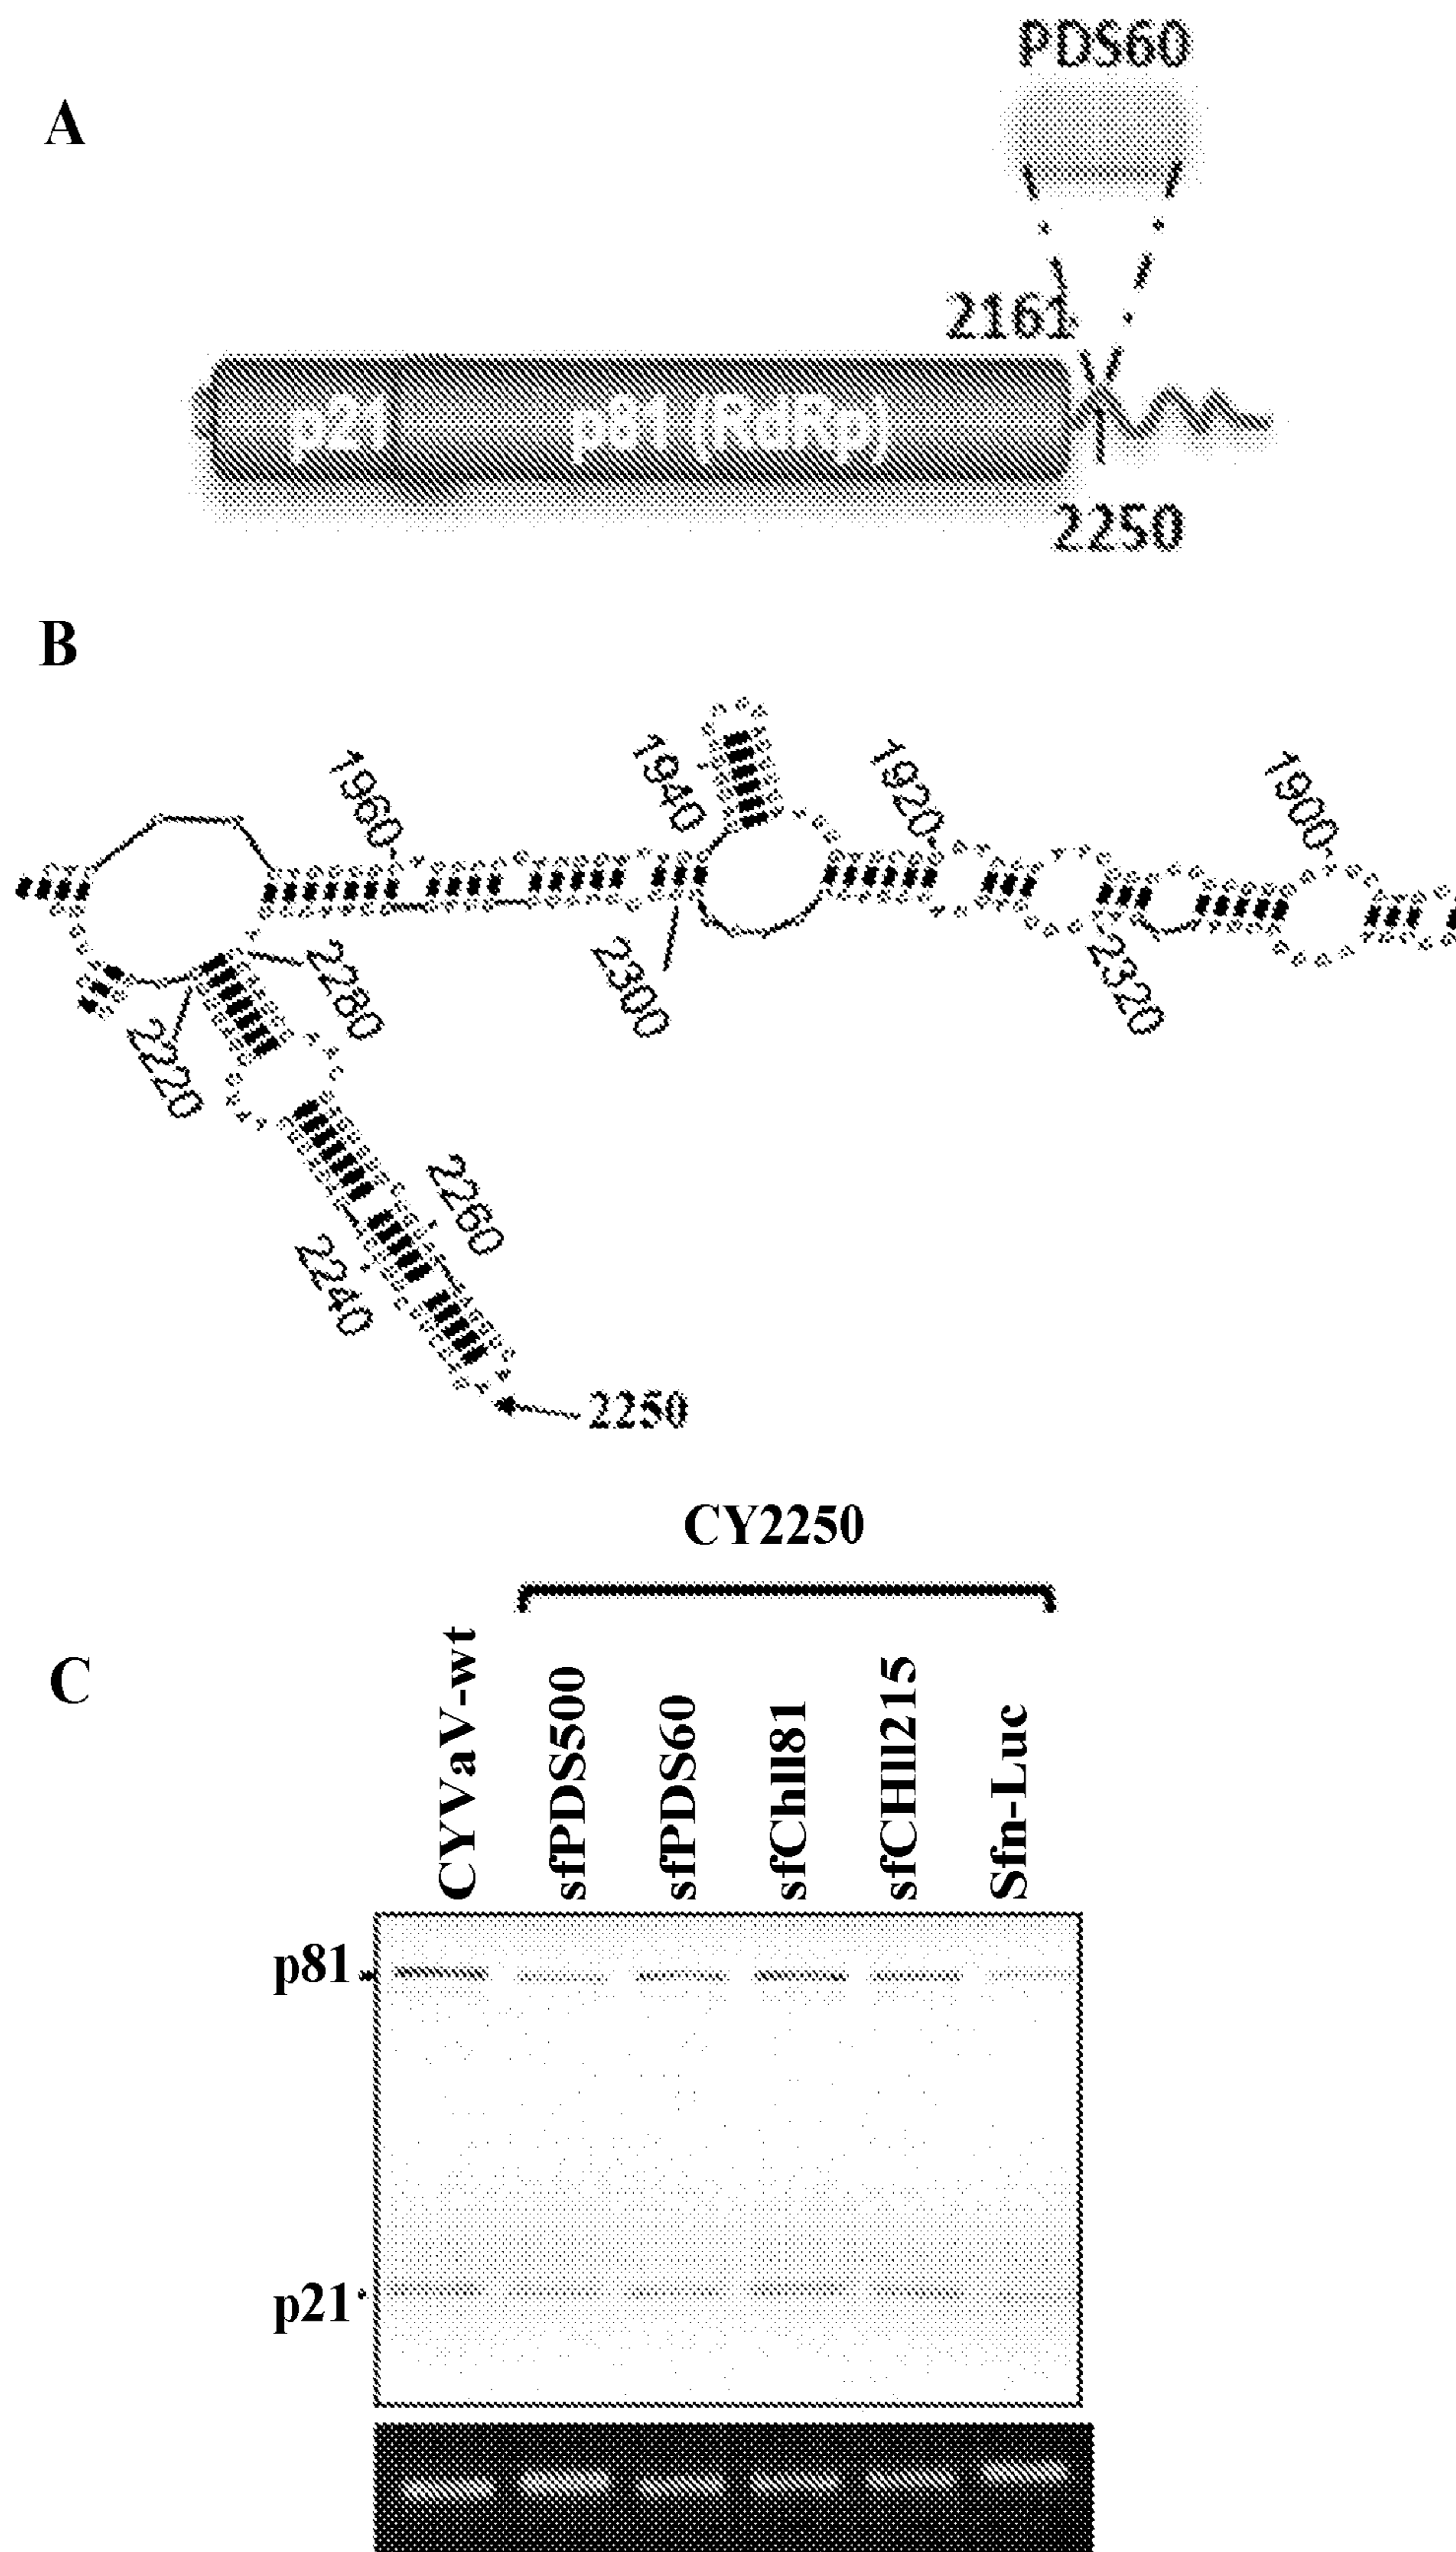 A
PDS60
2161
p21
p81 (RdRp)
2250
B
1960
1940
1920
1900
2280
2300
2320
2220
2260
2240
2250
CY2250
C
CYVaV-wt
sfPDS500
sfPDS60
sfChlI81
sfCHlI215
Sfn-Luc
p81
p21